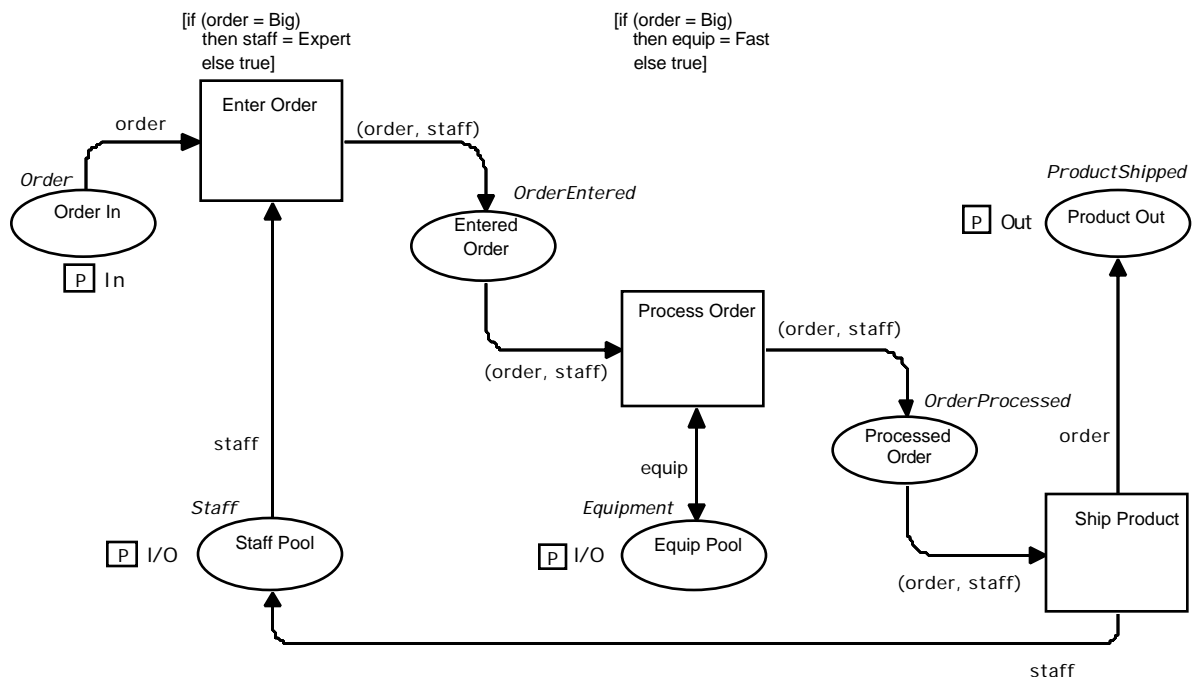 [if (order = Big)
then staff = Expert
else true]
[if (order = Big)
then equip = Fast
else true]
Enter Order
order
(order, staff)
Order
Order In
P In
OrderEntered
Entered
Order
ProductShipped
P Out
Product Out
Process Order
(order, staff)
(order, staff)
OrderProcessed
Processed
Order
staff
equip
order
Staff
P I/O
Staff Pool
Equipment
P I/O
Equip Pool
Ship Product
(order, staff)
staff